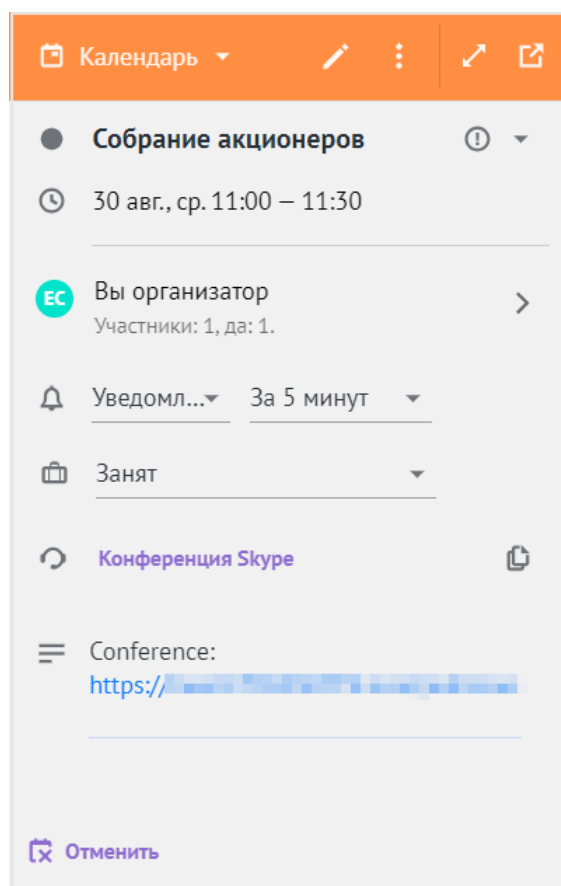 Календарь
Собрание акционеров
30 авг., ср. 11:00 — 11:30
ЕС
Вы организатор
Участники: 1, да: 1.
Уведомл... За 5 минут
Занят
Конференция Skype
Conference:
https://
Отменить